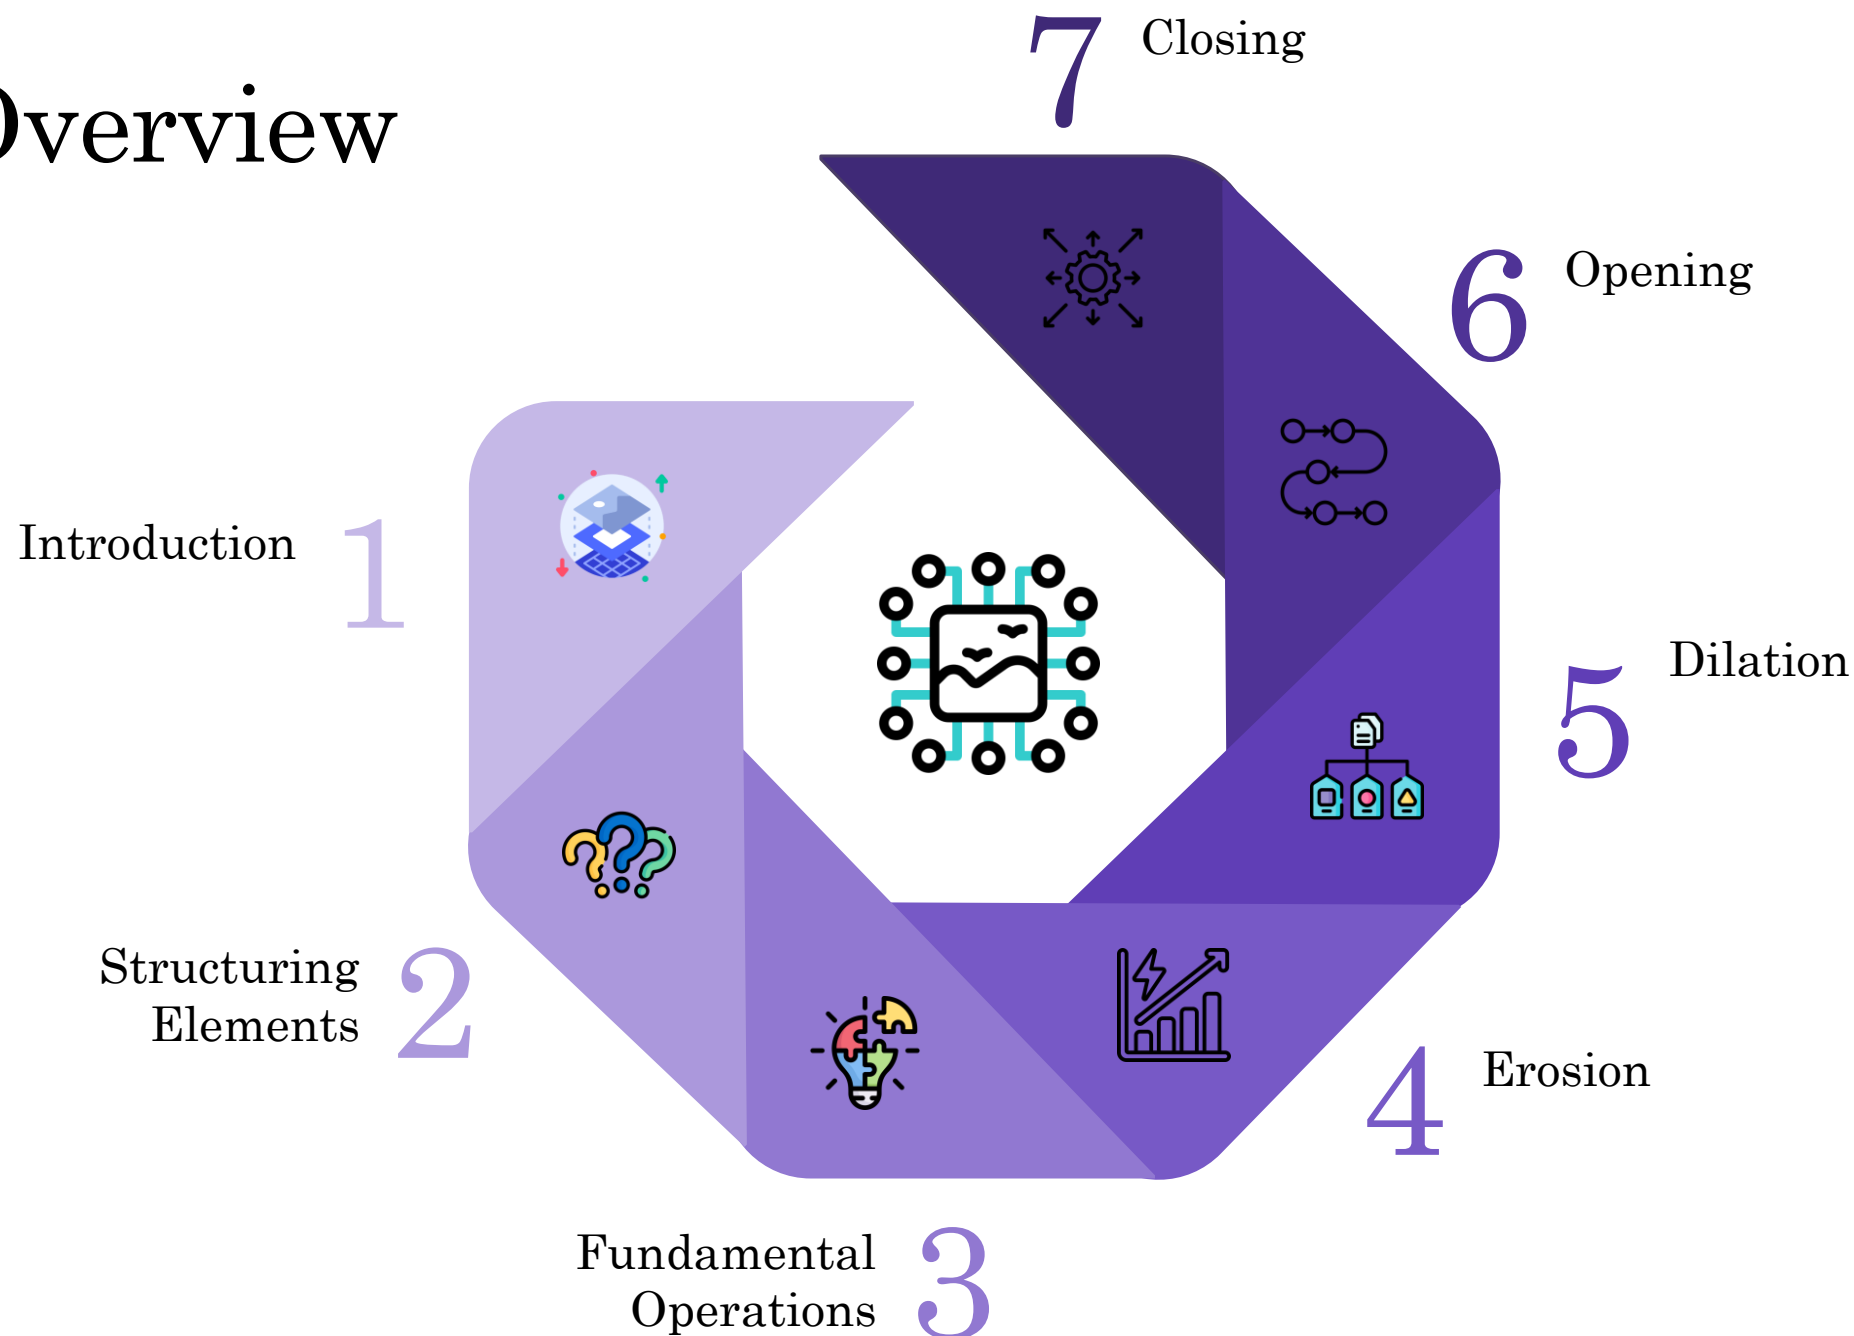 Overview
1 Introduction
2 Structuring
Elements
3 Fundamental
Operations
4 Erosion
5 Dilation
6 Opening
7 Closing